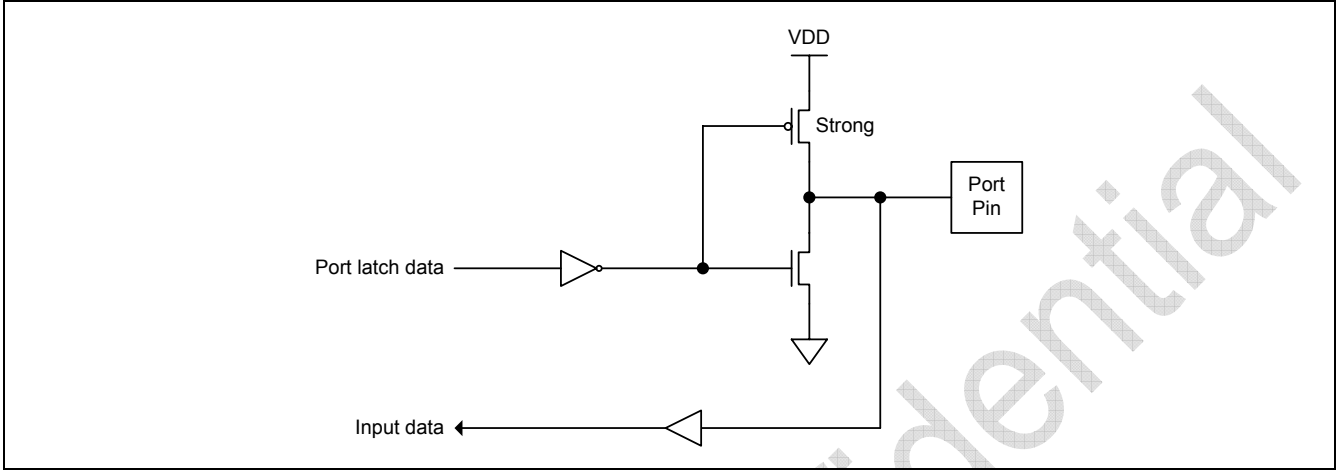 VDD
Strong
Port
Pin
Port latch data
Input data